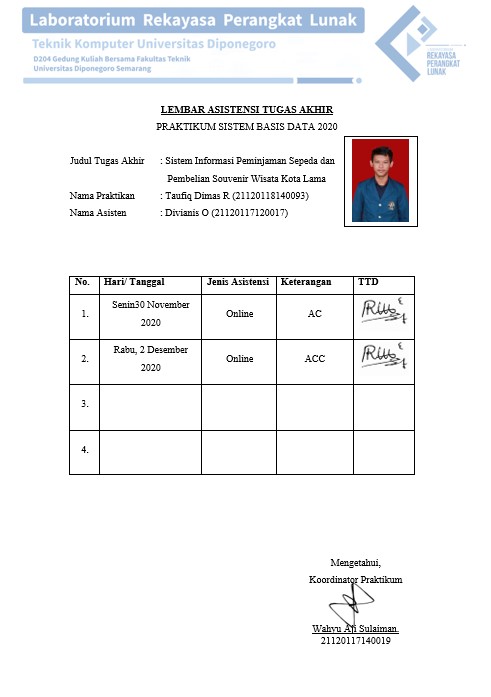 Laboratorium Rekayasa Perangkat Lunak
Teknik Komputer Universitas Diponegoro
D204 Gedung Kuliah Bersama Fakultas Teknik
Universitas Diponegoro Semarang
REKAYASA
PERANGKAT
LUNAK
LEMBAR ASISTENSI TUGAS AKHIR
PRAKTIKUM SISTEM BASIS DATA 2020
Judul Tugas Akhir : Sistem Informasi Peminjaman Sepeda dan
Pembelian Souvenir Wisata Kota Lama
Nama Praktikan : Taufiq Dimas R (21120118140093)
Nama Asisten : Divianis O (21120117120017)
No. Hari/ Tanggal Jenis Asistensi Keterangan TTD
1. Senin30 November 2020 Online AC
2. Rabu, 2 Desember 2020 Online ACC
3.
4.
Mengetahui,
Koordinator Praktikum
Wahyu Aji Sulaiman.
21120117140019